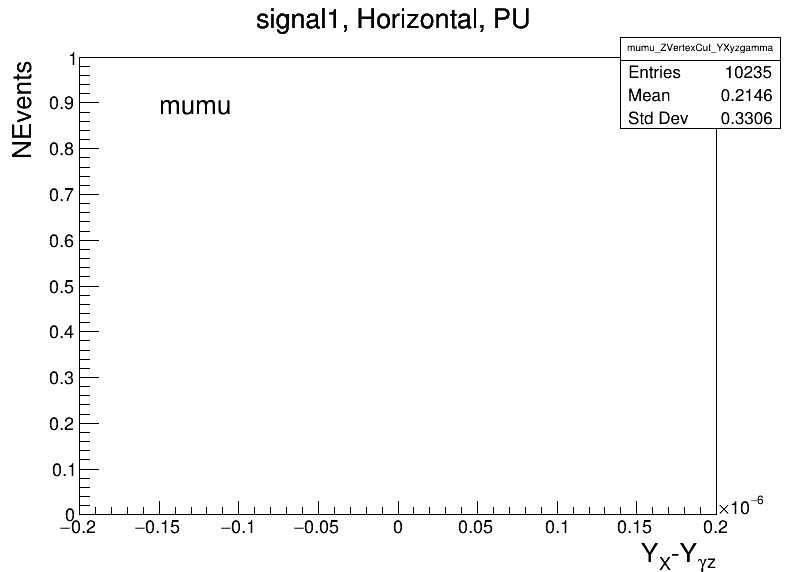 signal1, Horizontal, PU
mumu_ZVertexCut_YXyzgamma
Entries 10235
Mean 0.2146
Std Dev 0.3306
NEvents
mumu
1
0.9
0.8
0.7
0.6
0.5
0.4
0.3
0.2
0.1
0
−0.2 −0.15 −0.1 −0.05 0 0.05 0.1 0.15 0.2
×10⁻⁶
Y_X-Y_γz